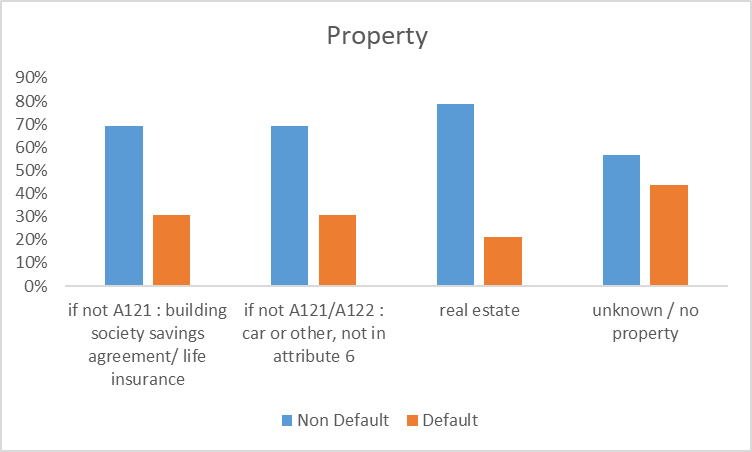 Property
90%
80%
70%
60%
50%
40%
30%
20%
10%
0%
if not A121 : building
society savings
agreement/ life
insurance
if not A121/A122 :
car or other, not in
attribute 6
real estate
unknown / no
property
Non Default
Default